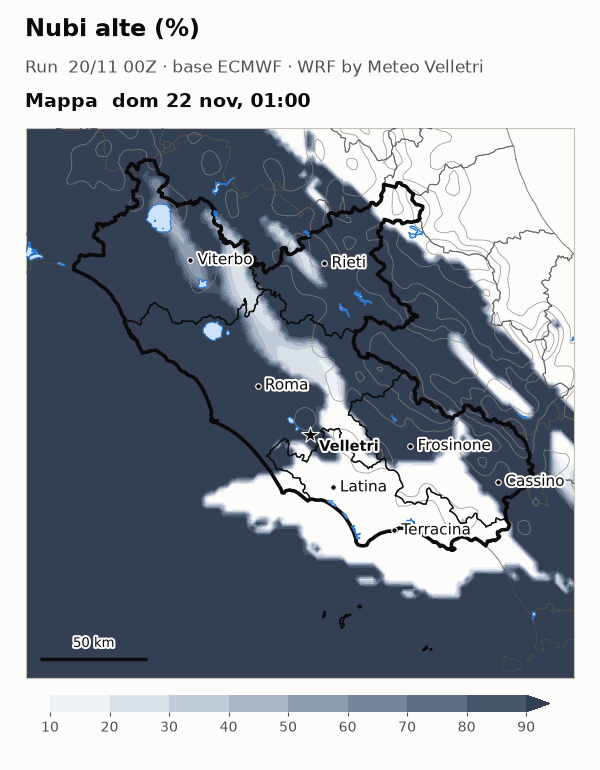 Nubi alte (%)
Run 20/11 00Z · base ECMWF · WRF by Meteo Velletri
Mappa dom 22 nov, 01:00
Viterbo
Rieti
Roma
Velletri
Frosinone
Cassino
Latina
Terracina
50 km
10 20 30 40 50 60 70 80 90